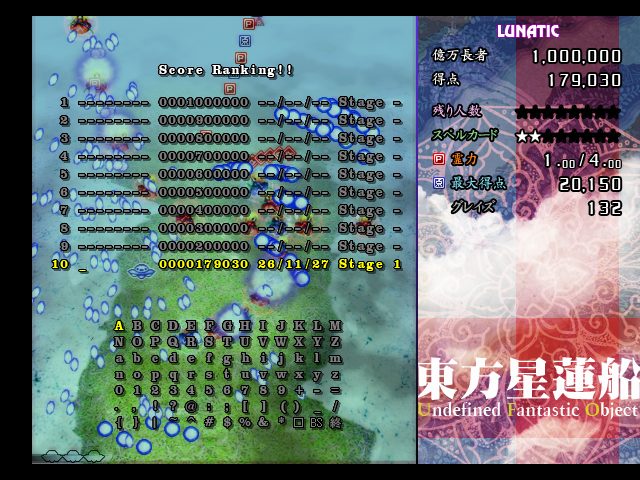 LUNATIC
億万長者 1,000,000
得点 179,030
残り人数
スペルカード
P 霊力 1.00/4.00
最大得点 20,150
グレイズ 132
Score Ranking!!
1 -------- 0001000000 --/--/-- Stage -
2 -------- 0000900000 --/--/-- Stage -
3 -------- 0000800000 --/--/-- Stage -
4 -------- 0000700000 --/--/-- Stage -
5 -------- 0000600000 --/--/-- Stage -
6 -------- 0000500000 --/--/-- Stage -
7 -------- 0000400000 --/--/-- Stage -
8 -------- 0000300000 --/--/-- Stage -
9 -------- 0000200000 --/--/-- Stage -
10 _ 0000179030 26/11/27 Stage 1
A B C D E F G H I J K L M
N O P Q R S T U V W X Y Z
a b c d e f g h i j k l m
n o p q r s t u v w x y z
0 1 2 3 4 5 6 7 8 9 + - =
. , ! ? @ : ; [ ] ( ) _ /
{ } | ~ ^ # $ % & * □ BS 終
東方星蓮船
Undefined Fantastic Object